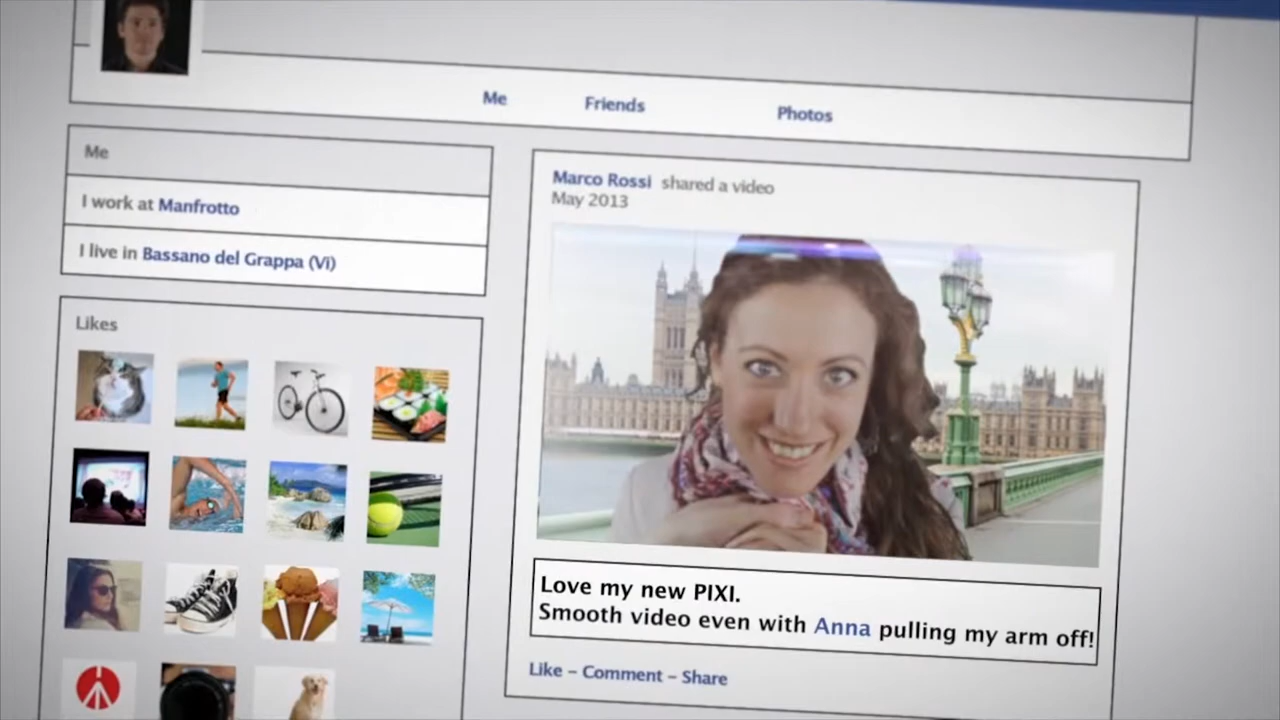 Me
Friends
Photos
Me
I work at Manfrotto
I live in Bassano del Grappa (Vi)
Likes
Marco Rossi shared a video
May 2013
Love my new PIXI.
Smooth video even with Anna pulling my arm off!
Like – Comment – Share